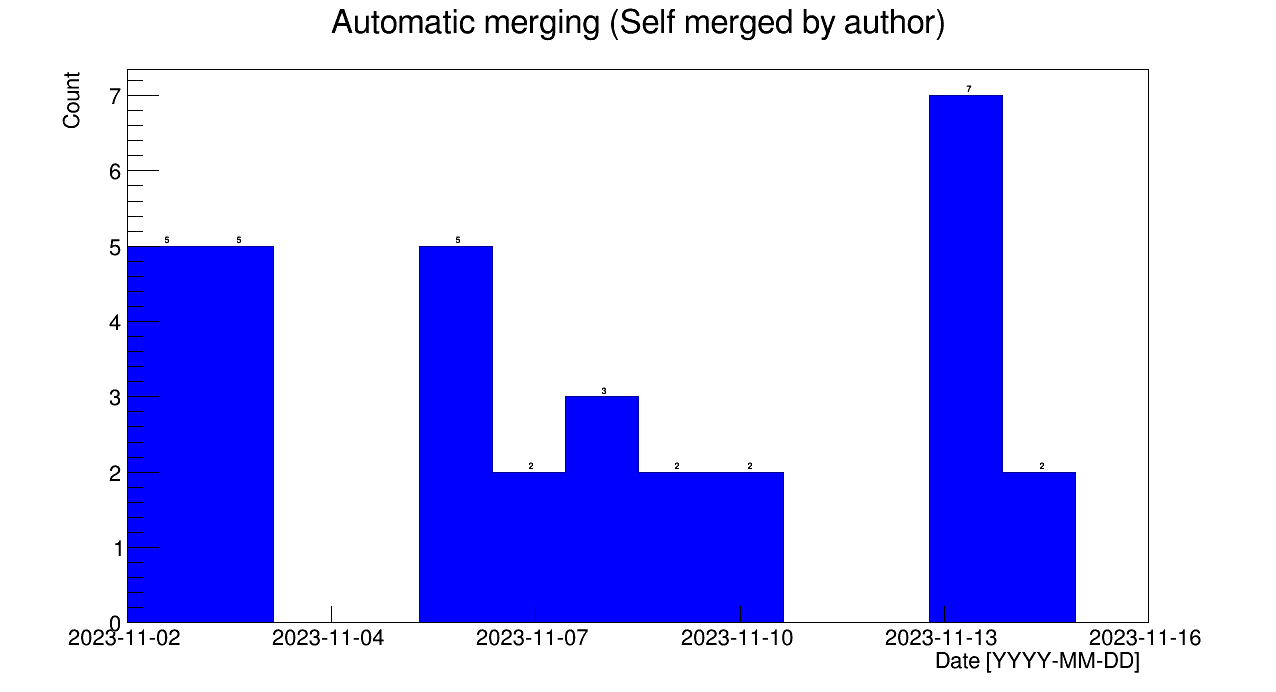 Automatic merging (Self merged by author)
Count
7
6
5
4
3
2
1
0
5 5 5 2 3 2 2 7 2
2023-11-02 2023-11-04 2023-11-07 2023-11-10 2023-11-13 2023-11-16
Date [YYYY-MM-DD]